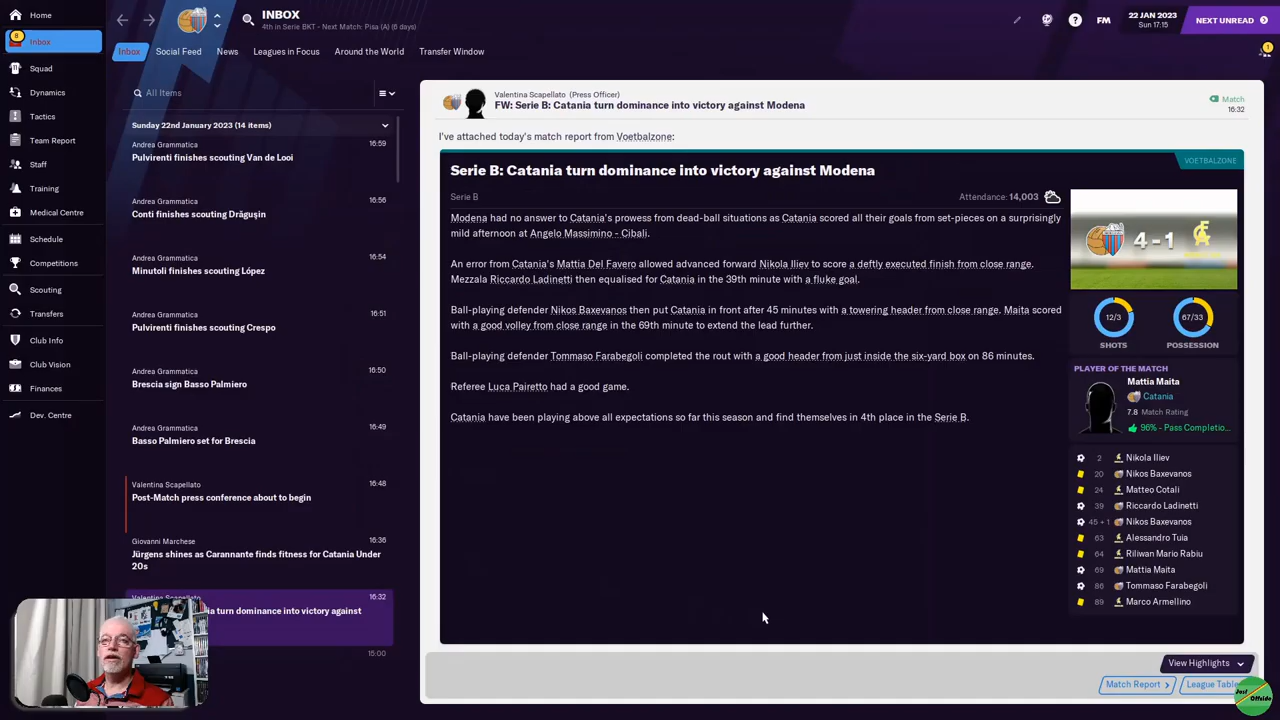 Home
8
Inbox
Squad
Dynamics
Tactics
Team Report
Staff
Training
Medical Centre
Schedule
Competitions
Scouting
Transfers
Club Info
Club Vision
Finances
Dev. Centre
INBOX
4th in Serie BKT - Next Match: Pisa (A) (6 days)
FM
22 JAN 2023
Sun 17:15
NEXT UNREAD
1
Inbox
Social Feed
News
Leagues in Focus
Around the World
Transfer Window
All Items
Sunday 22nd January 2023 (14 items)
Andrea Grammatica 16:59
Pulvirenti finishes scouting Van de Looi
Andrea Grammatica 16:56
Conti finishes scouting Drăgușin
Andrea Grammatica 16:54
Minutoli finishes scouting López
Andrea Grammatica 16:51
Pulvirenti finishes scouting Crespo
Andrea Grammatica 16:50
Brescia sign Basso Palmiero
Andrea Grammatica 16:49
Basso Palmiero set for Brescia
Valentina Scapellato 16:48
Post-Match press conference about to begin
Giovanni Marchese 16:36
Jürgens shines as Carannante finds fitness for Catania Under
20s
Valentina Scapellato 16:32
ia turn dominance into victory against
15:00
Valentina Scapellato (Press Officer)
FW: Serie B: Catania turn dominance into victory against Modena
Match
16:32
I've attached today's match report from Voetbalzone:
VOETBALZONE
Serie B: Catania turn dominance into victory against Modena
Serie B
Attendance: 14,003
Modena had no answer to Catania's prowess from dead-ball situations as Catania scored all their goals from set-pieces on a surprisingly
mild afternoon at Angelo Massimino - Cibali.
An error from Catania's Mattia Del Favero allowed advanced forward Nikola Iliev to score a deftly executed finish from close range.
Mezzala Riccardo Ladinetti then equalised for Catania in the 39th minute with a fluke goal.
Ball-playing defender Nikos Baxevanos then put Catania in front after 45 minutes with a towering header from close range. Maita scored
with a good volley from close range in the 69th minute to extend the lead further.
Ball-playing defender Tommaso Farabegoli completed the rout with a good header from just inside the six-yard box on 86 minutes.
Referee Luca Pairetto had a good game.
Catania have been playing above all expectations so far this season and find themselves in 4th place in the Serie B.
4 - 1
12/3
SHOTS
67/33
POSSESSION
PLAYER OF THE MATCH
Mattia Maita
Catania
7.8 Match Rating
96% - Pass Completio...
2 Nikola Iliev
20 Nikos Baxevanos
24 Matteo Cotali
39 Riccardo Ladinetti
45 + 1 Nikos Baxevanos
63 Alessandro Tuia
64 Riliwan Mario Rabiu
69 Mattia Maita
86 Tommaso Farabegoli
89 Marco Armellino
View Highlights
Match Report
League Table
Just
Offside